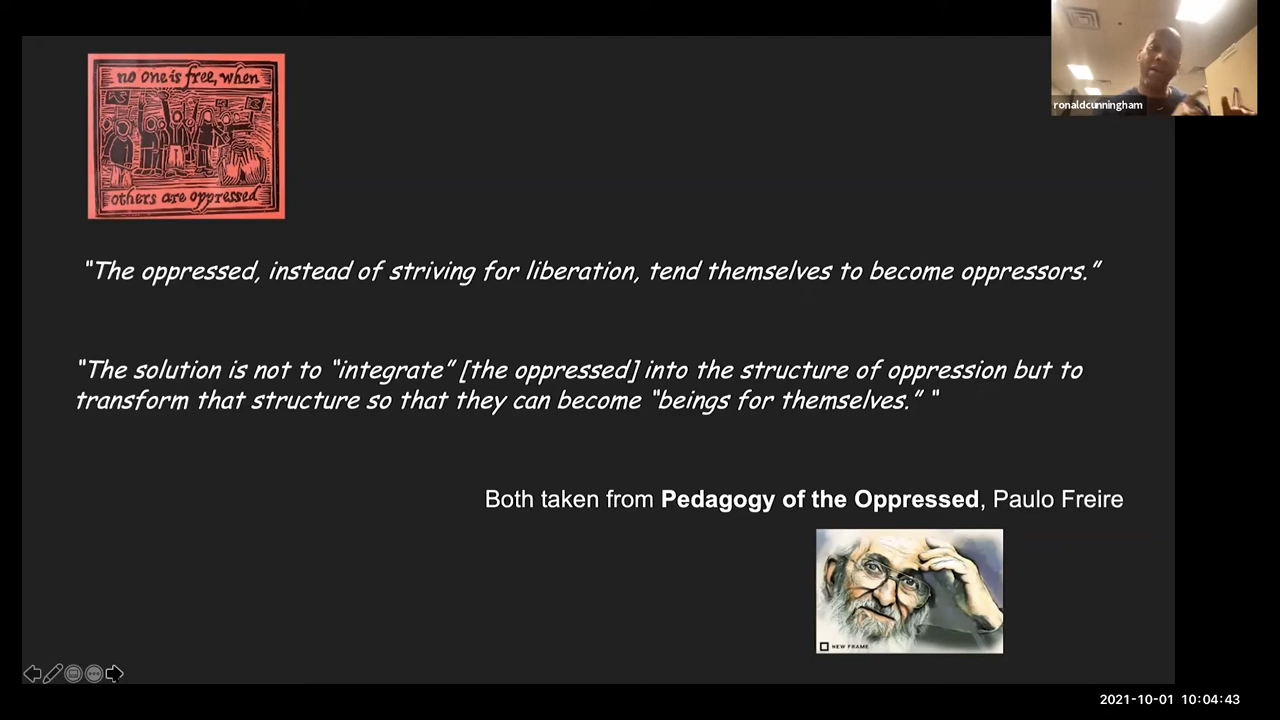 no one is free, when
others are oppressed
ronaldcunningham
"The oppressed, instead of striving for liberation, tend themselves to become oppressors.”
"The solution is not to “integrate” [the oppressed] into the structure of oppression but to
transform that structure so that they can become “beings for themselves.” "
Both taken from Pedagogy of the Oppressed, Paulo Freire
NEW FRAME
2021-10-01 10:04:43